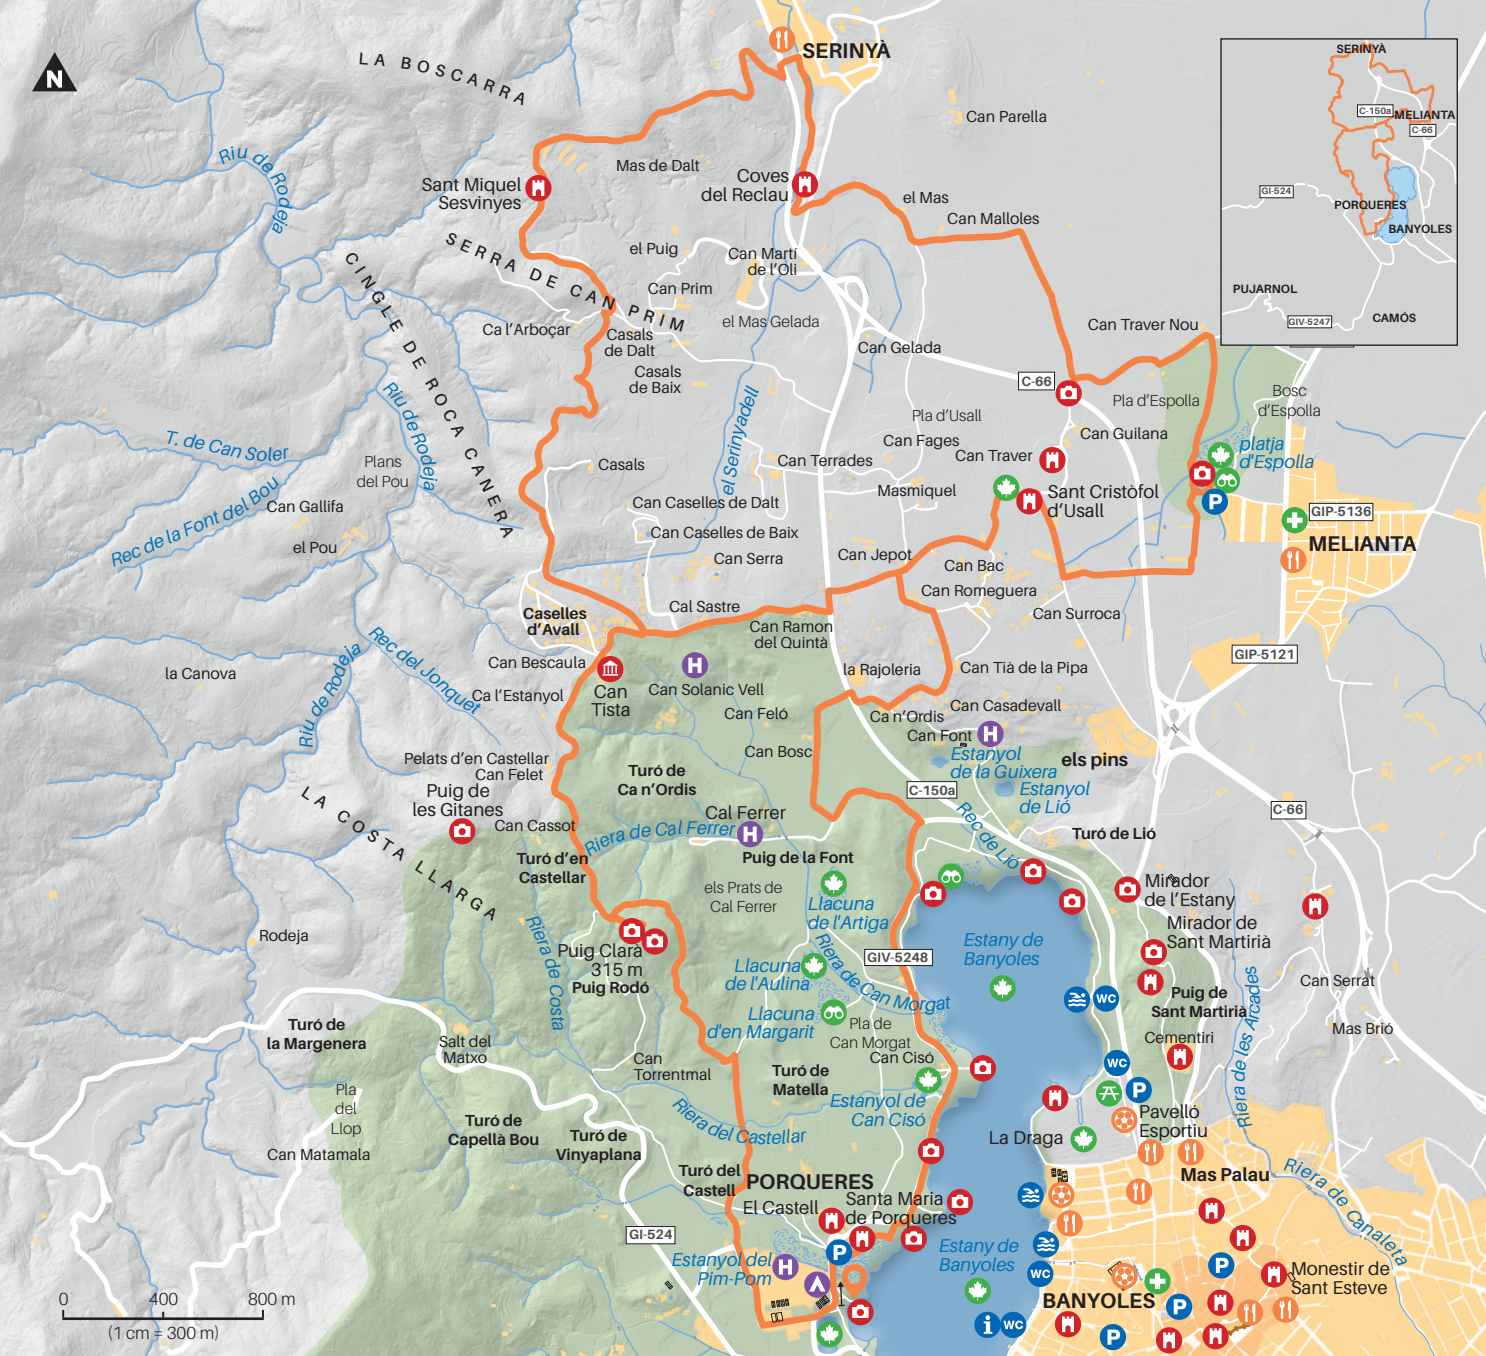 N
LA BOSCARRA
SERINYÀ
Can Parella
Riu de Rodeja
Mas de Dalt
Sant Miquel
Sesvinyes
Coves
del Reclau
el Mas
Can Malloles
SERRA DE CAN PRIM
el Puig
Can Martí
de l'Olí
Can Prim
el Mas Gelada
Ca l'Arboçar
Casals
de Dalt
Casals
de Baix
Can Gelada
Can Traver Nou
CINGLE DE ROCA CANERA
Riu de Rodeja
C-66
Pla d'Espolla
Bosc
d'Espolla
Pla d'Usall
Can Guilana
Can Fages
Can Traver
platja
d'Espolla
T. de Can Soler
Rec de la Font del Bou
Plans
del Pou
Can Gallifa
el Pou
Casals
el Serinyadell
Can Terrades
Masmiquel
Sant Cristòfol
d'Usall
GIP-5136
MELIANTA
Can Caselles de Dalt
Can Caselles de Baix
Can Serra
Can Jepot
Can Bac
Can Romeguera
Can Surroca
Caselles
d'Avall
Cal Sastre
Can Ramon
del Quintà
GIP-5121
Rec del Jonquet
Riu de Rodeja
la Canova
Can Bescaula
Ca l'Estanyol
Can
Tista
H
Can Solanic Vell
Can Feló
Can Bosc
la Rajoleria
Can Tià de la Pipa
Ca n'Ordis
Can Casadevall
Can Font
H
Estanyol
de la Guixera
els pins
Estanyol
de Lió
C-150a
Rec de Lió
C-66
Turó de Lió
Pelats d'en Castellar
Can Felet
Puig de
les Gitanes
Turó de
Ca n'Ordis
Can Cassot
Riera de Cal Ferrer
Cal Ferrer
H
Puig de la Font
Turó d'en
Castellar
LA COSTA LLARGA
els Prats de
Cal Ferrer
Llacuna
de l'Artiga
Mirador
de l'Estany
Mirador de
Sant Martirià
Rodeja
Riera de Costa
Puig Clarà
315 m
Puig Rodó
Llacuna
de l'Aulina
Riera de Can Morgat
GIV-5248
Estany de
Banyoles
Llacuna
d'en Margarit
Pla de
Can Morgat
Can Cisó
WC
Puig de
Sant Martirià
Cementiri
Riera de les Arcades
Can Serrat
Mas Brió
Turó de
la Margenera
Salt del
Matxo
Can
Torrentmal
Turó de
Matella
Estanyol de
Can Cisó
WC
P
Pavelló
Esportiu
La Draga
Pla
del
Llop
Can Matamala
Turó de
Capellà Bou
Turó de
Vinyaplana
Riera del Castellar
Turó del
Castell
PORQUERES
El Castell
Santa Maria
de Porqueres
Mas Palau
Riera de Canaleta
GI-524
Estanyol del
Pim-Pom
H
P
Estany de
Banyoles
WC
BANYOLES
P
Monestir de
Sant Esteve
P
i
WC
P
P
0 400 800 m
(1 cm = 300 m)
SERINYÀ
C-150a
MELIANTA
C-66
GI-524
PORQUERES
BANYOLES
PUJARNOL
GIV-5247
CAMÓS